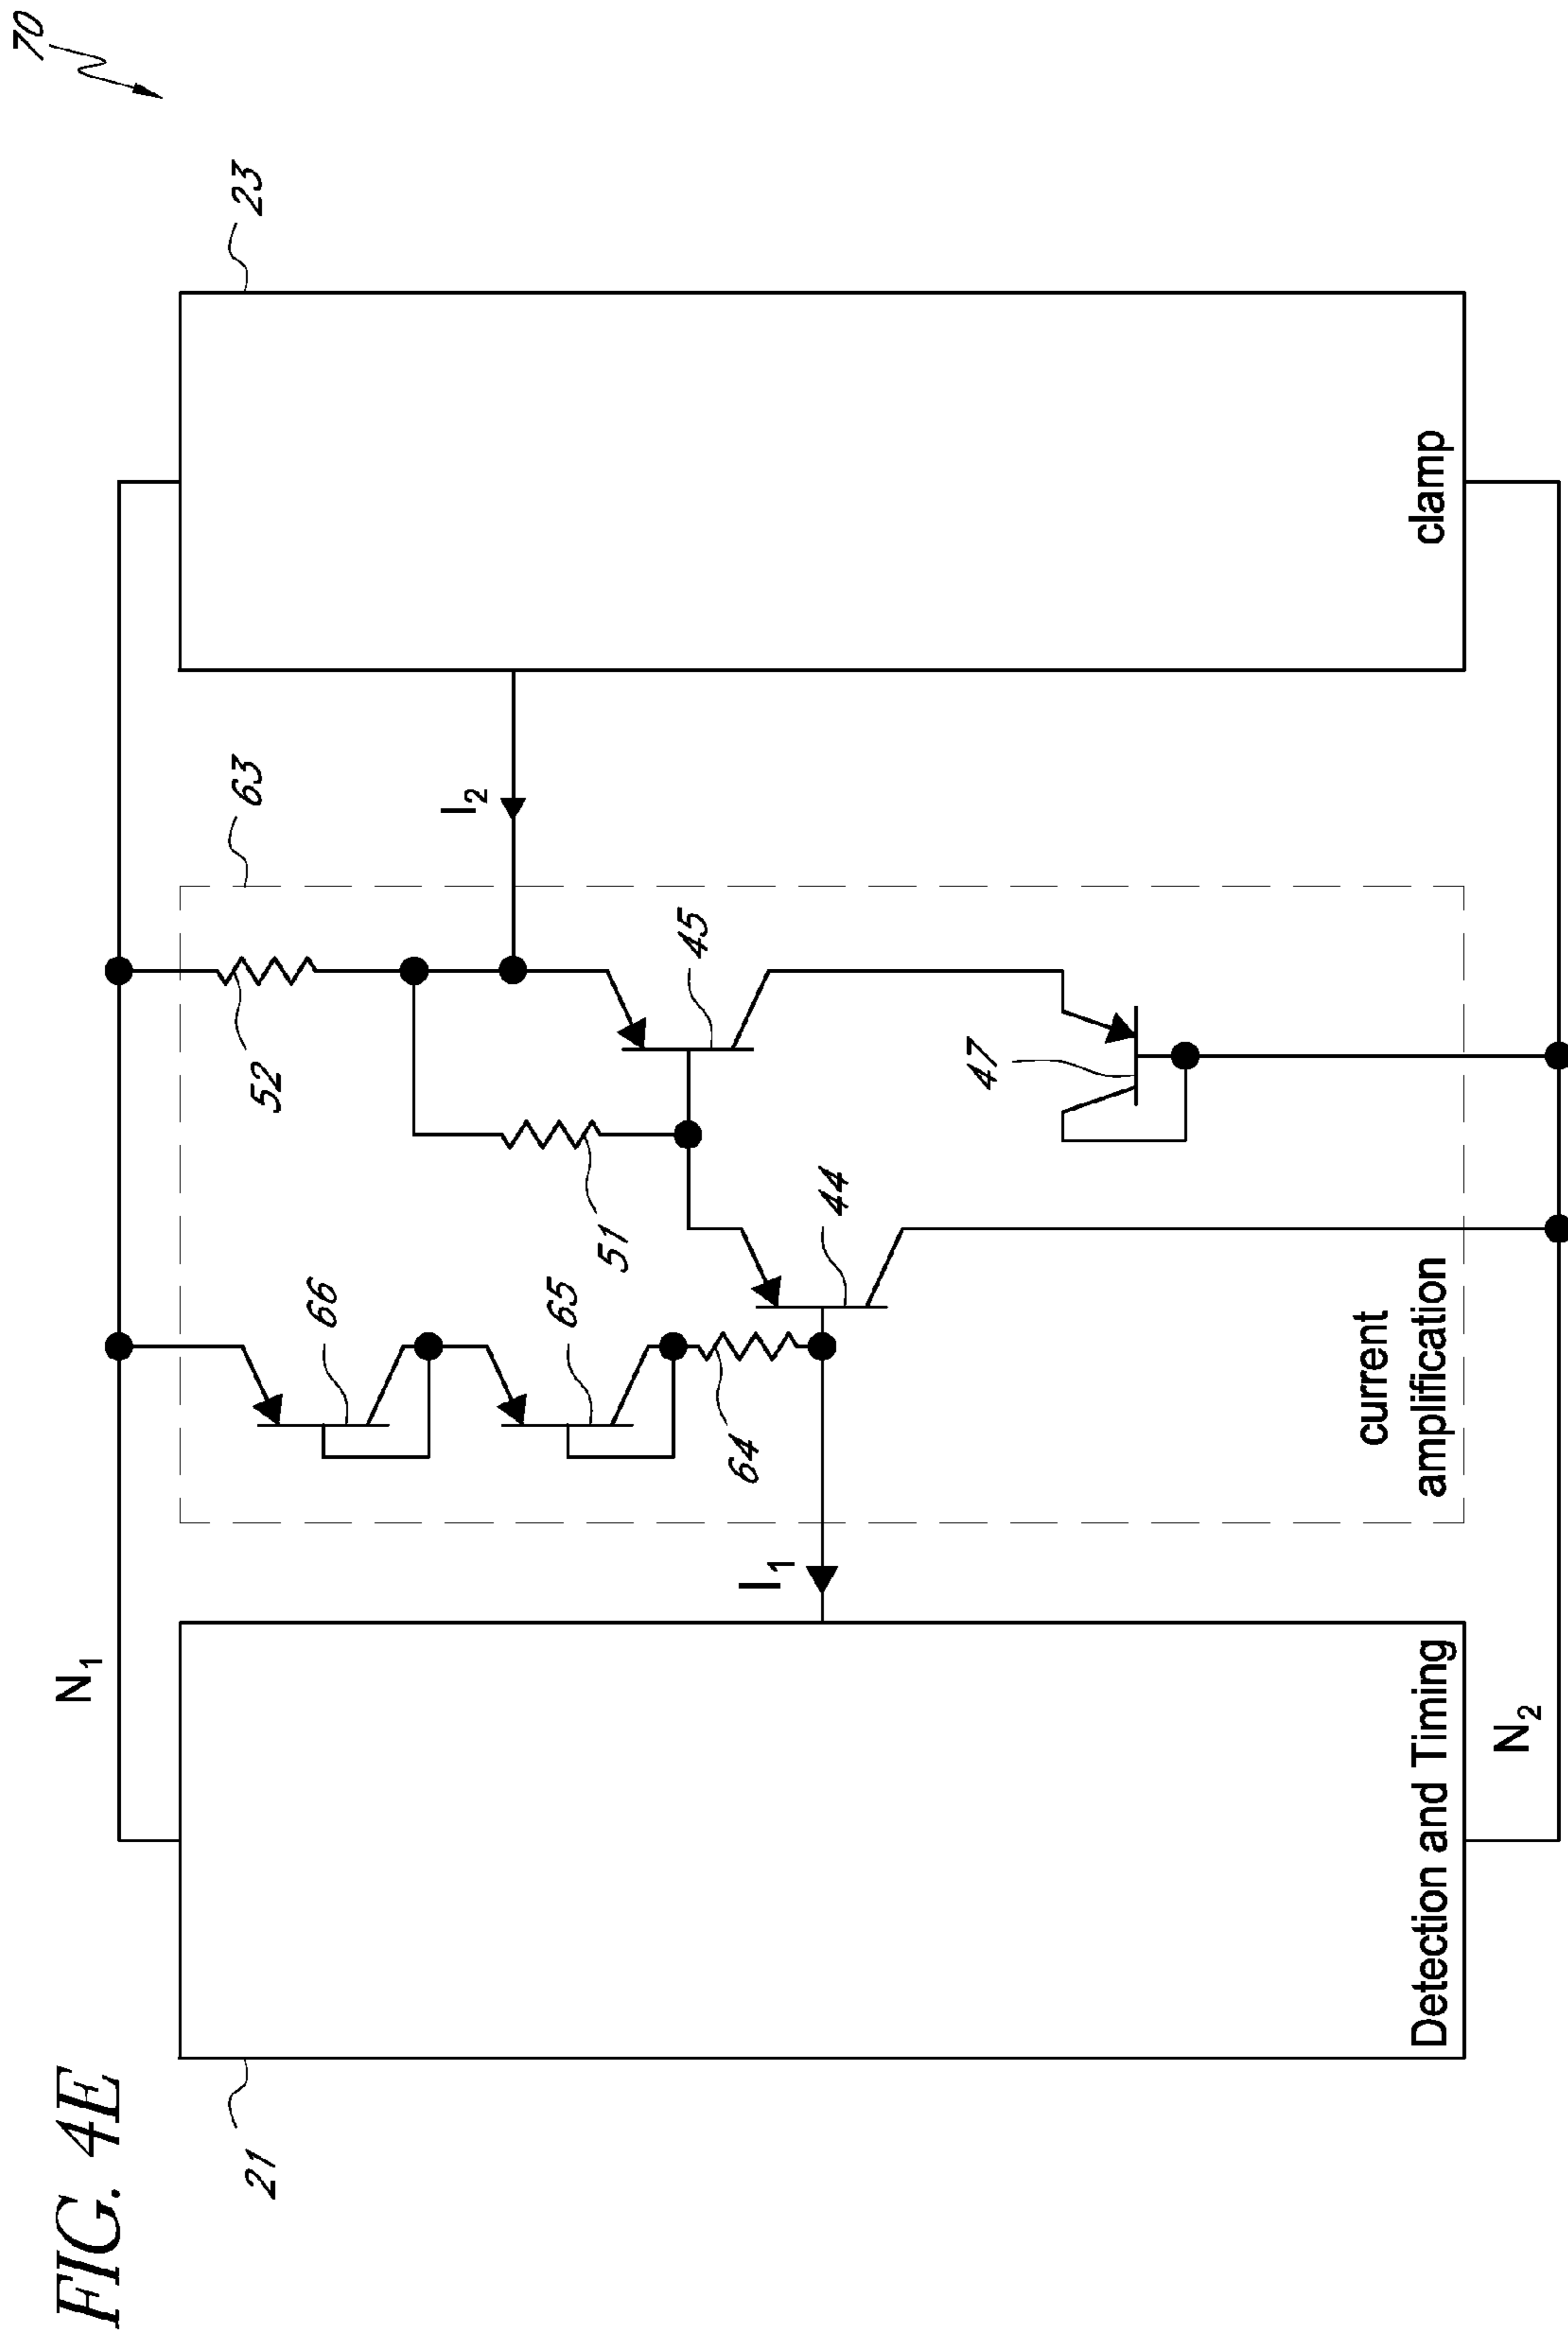 FIG. 4E
70
N1
21
63
23
66
52
I2
65
45
51
64
44
47
I1
current
amplification
Detection and Timing
clamp
N2